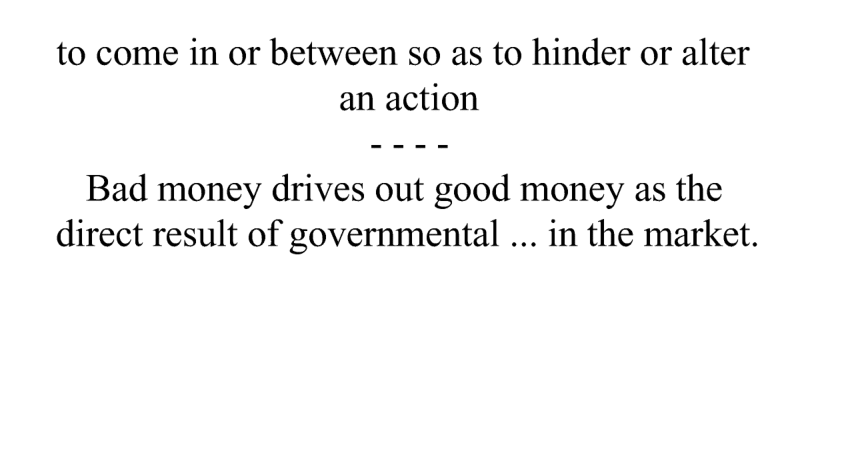 to come in or between so as to hinder or alter
an action
- - - -
Bad money drives out good money as the
direct result of governmental ... in the market.